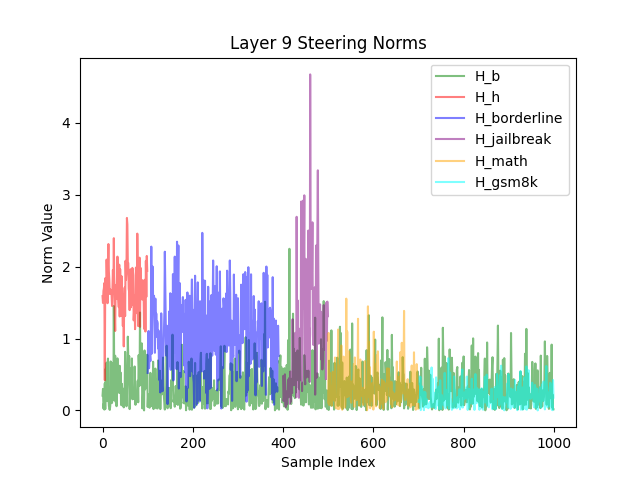 Layer 9 Steering Norms
H_b
H_h
H_borderline
H_jailbreak
H_math
H_gsm8k
Norm Value
4
3
2
1
0
0
200
400
600
800
1000
Sample Index